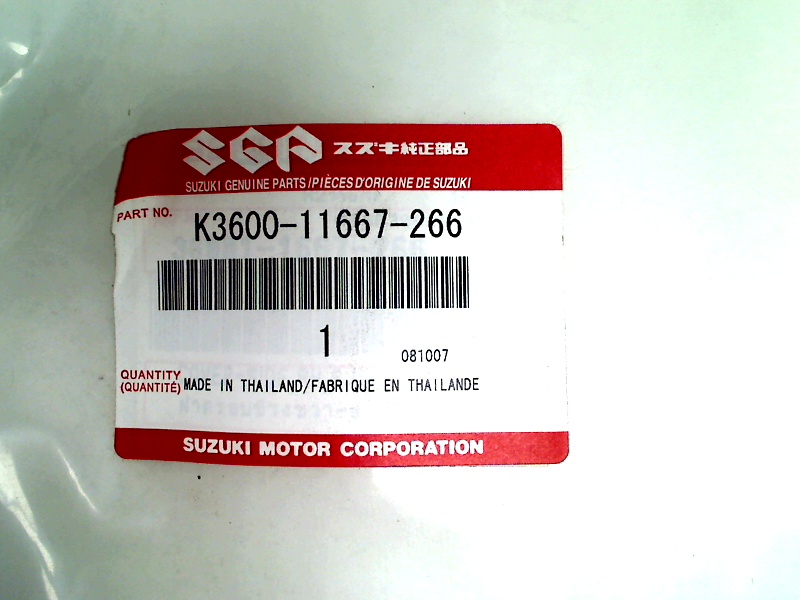 SGP スズキ純正部品
SUZUKI GENUINE PARTS/PIÈCES D'ORIGINE DE SUZUKI
PART NO.
K3600-11667-266
1
081007
QUANTITY
(QUANTITÉ) MADE IN THAILAND/FABRIQUE EN THAILANDE
SUZUKI MOTOR CORPORATION